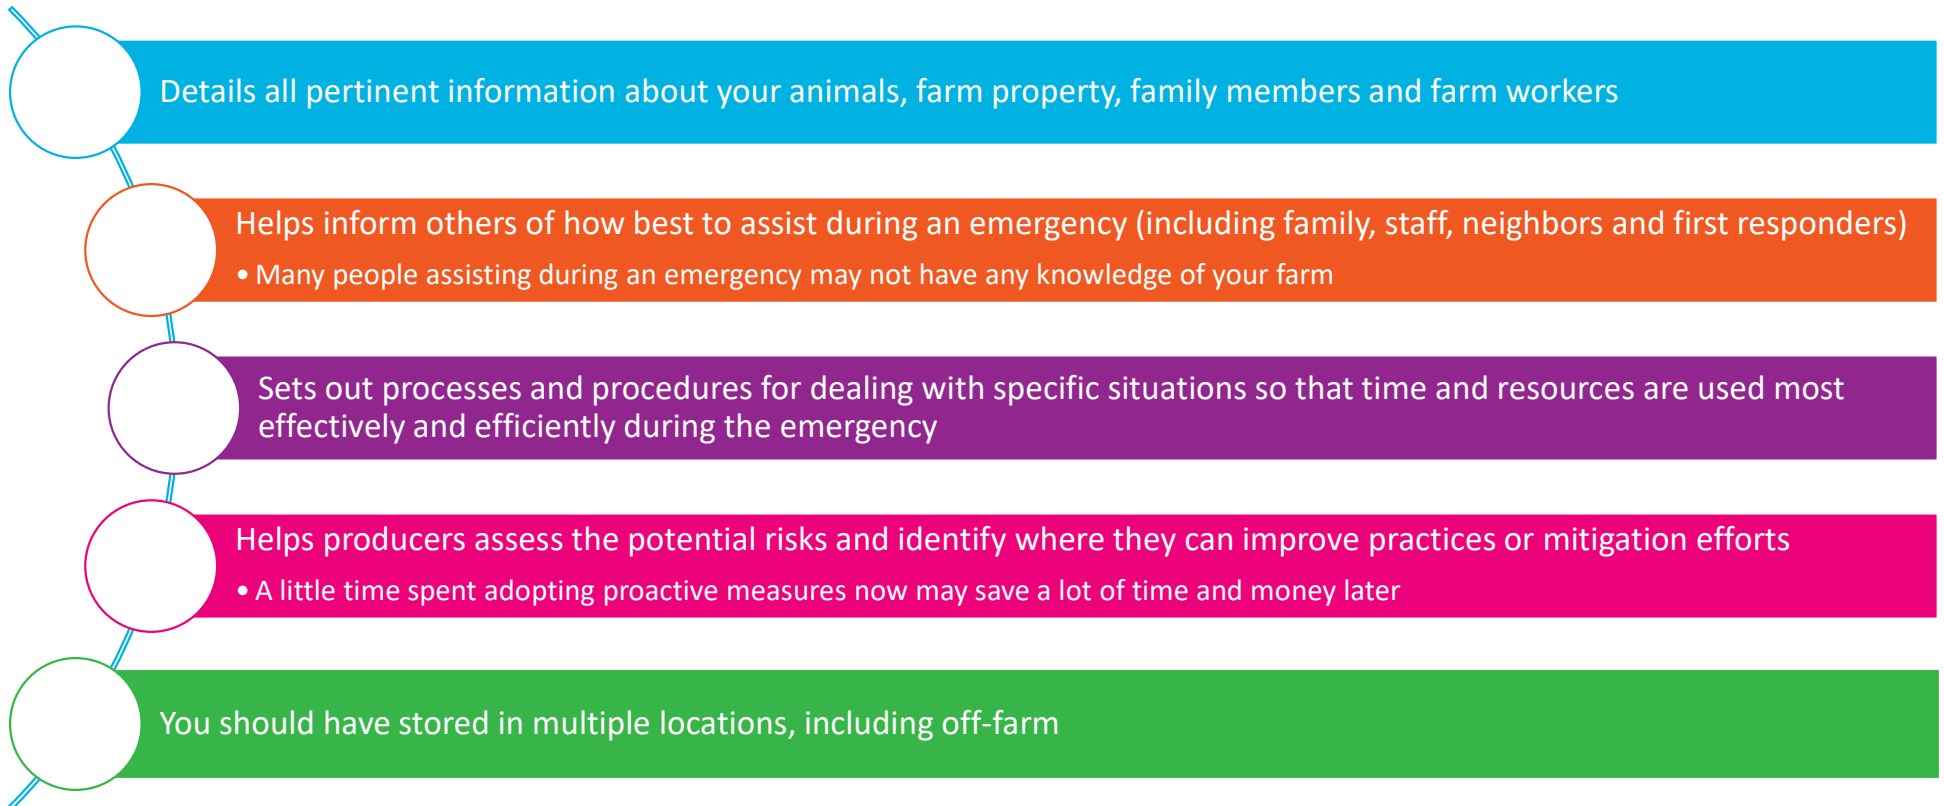 Details all pertinent information about your animals, farm property, family members and farm workers
Helps inform others of how best to assist during an emergency (including family, staff, neighbors and first responders)
• Many people assisting during an emergency may not have any knowledge of your farm
Sets out processes and procedures for dealing with specific situations so that time and resources are used most
effectively and efficiently during the emergency
Helps producers assess the potential risks and identify where they can improve practices or mitigation efforts
• A little time spent adopting proactive measures now may save a lot of time and money later
You should have stored in multiple locations, including off-farm